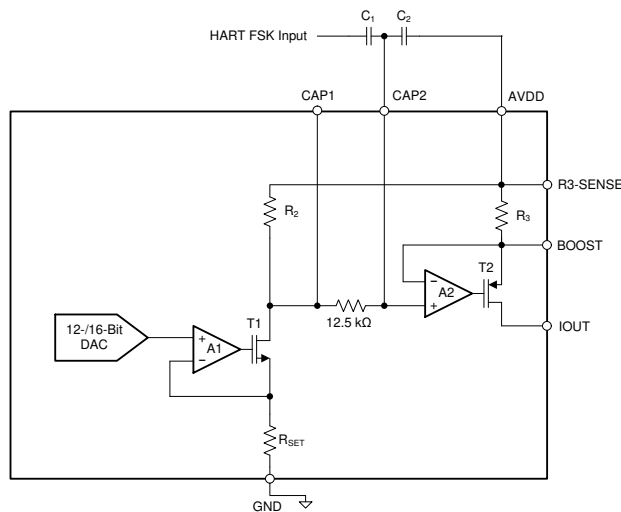 C1 C2
HART FSK Input
CAP1 CAP2 AVDD
R3-SENSE
R2 R3
BOOST
T2
A2
12.5 kΩ
T1
12-/16-Bit
DAC
A1
IOUT
RSET
GND